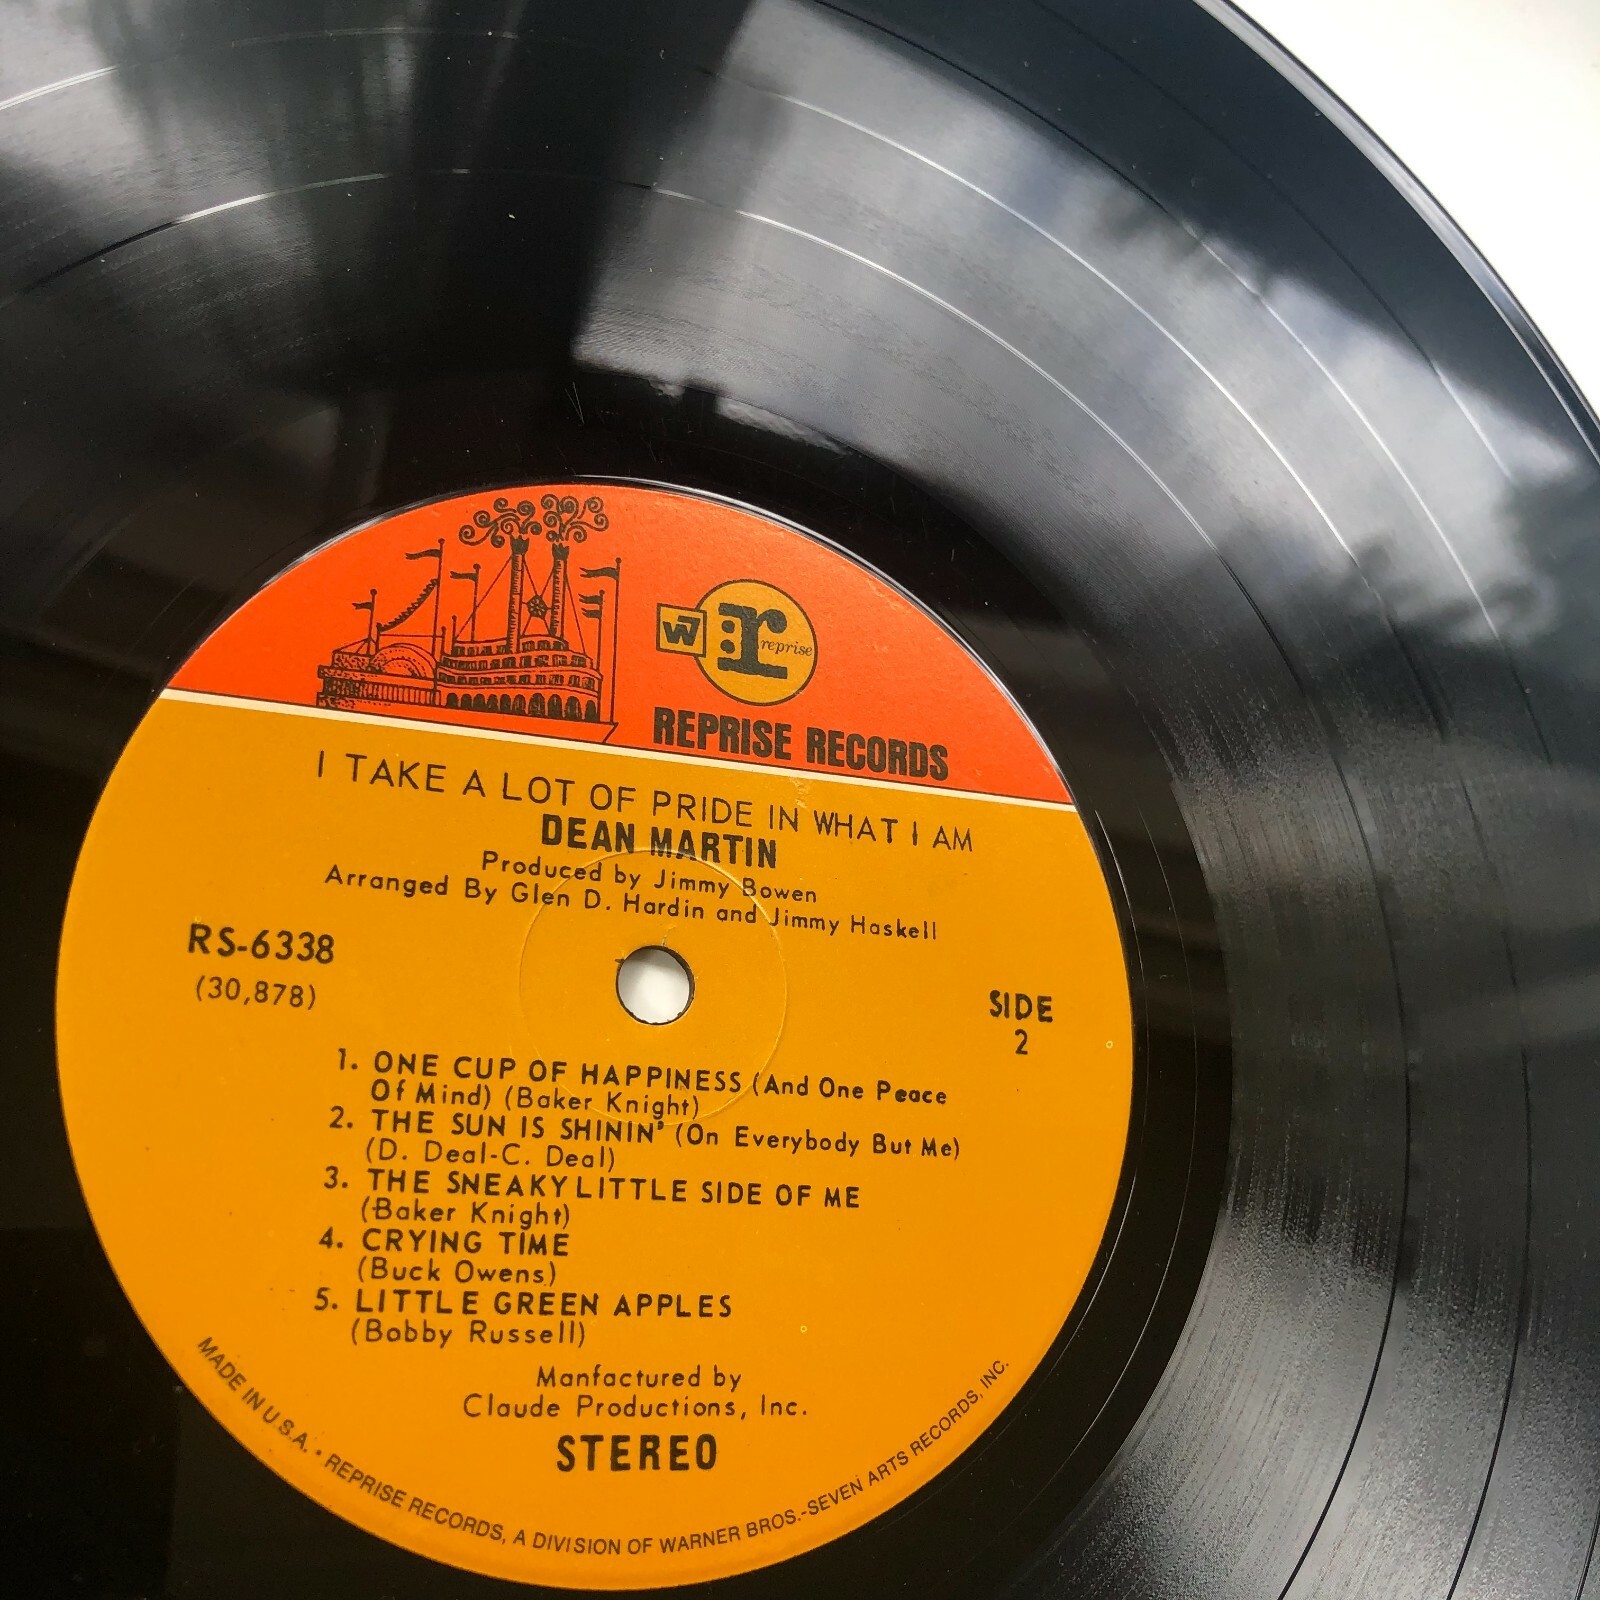 W7 r: reprise
REPRISE RECORDS
I TAKE A LOT OF PRIDE IN WHAT I AM
DEAN MARTIN
Produced by Jimmy Bowen
Arranged By Glen D. Hardin and Jimmy Haskell
RS-6338
(30,878)
SIDE
2
1. ONE CUP OF HAPPINESS (And One Peace
Of Mind) (Baker Knight)
2. THE SUN IS SHININ' (On Everybody But Me)
(D. Deal-C. Deal)
3. THE SNEAKY LITTLE SIDE OF ME
(Baker Knight)
4. CRYING TIME
(Buck Owens)
5. LITTLE GREEN APPLES
(Bobby Russell)
Manfactured by
Claude Productions, Inc.
STEREO
MADE IN U.S.A. • REPRISE RECORDS, A DIVISION OF WARNER BROS.-SEVEN ARTS RECORDS, INC.